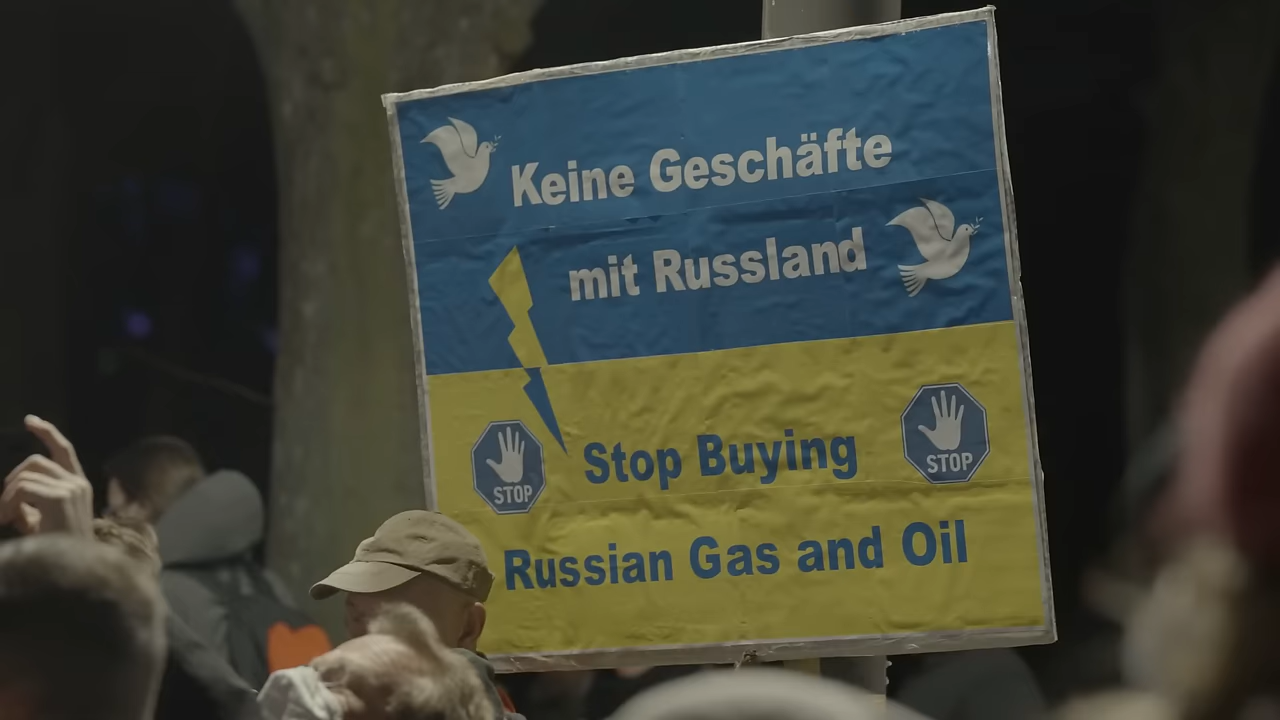 Keine Geschäfte
mit Russland
Stop Buying
STOP
STOP
Russian Gas and Oil